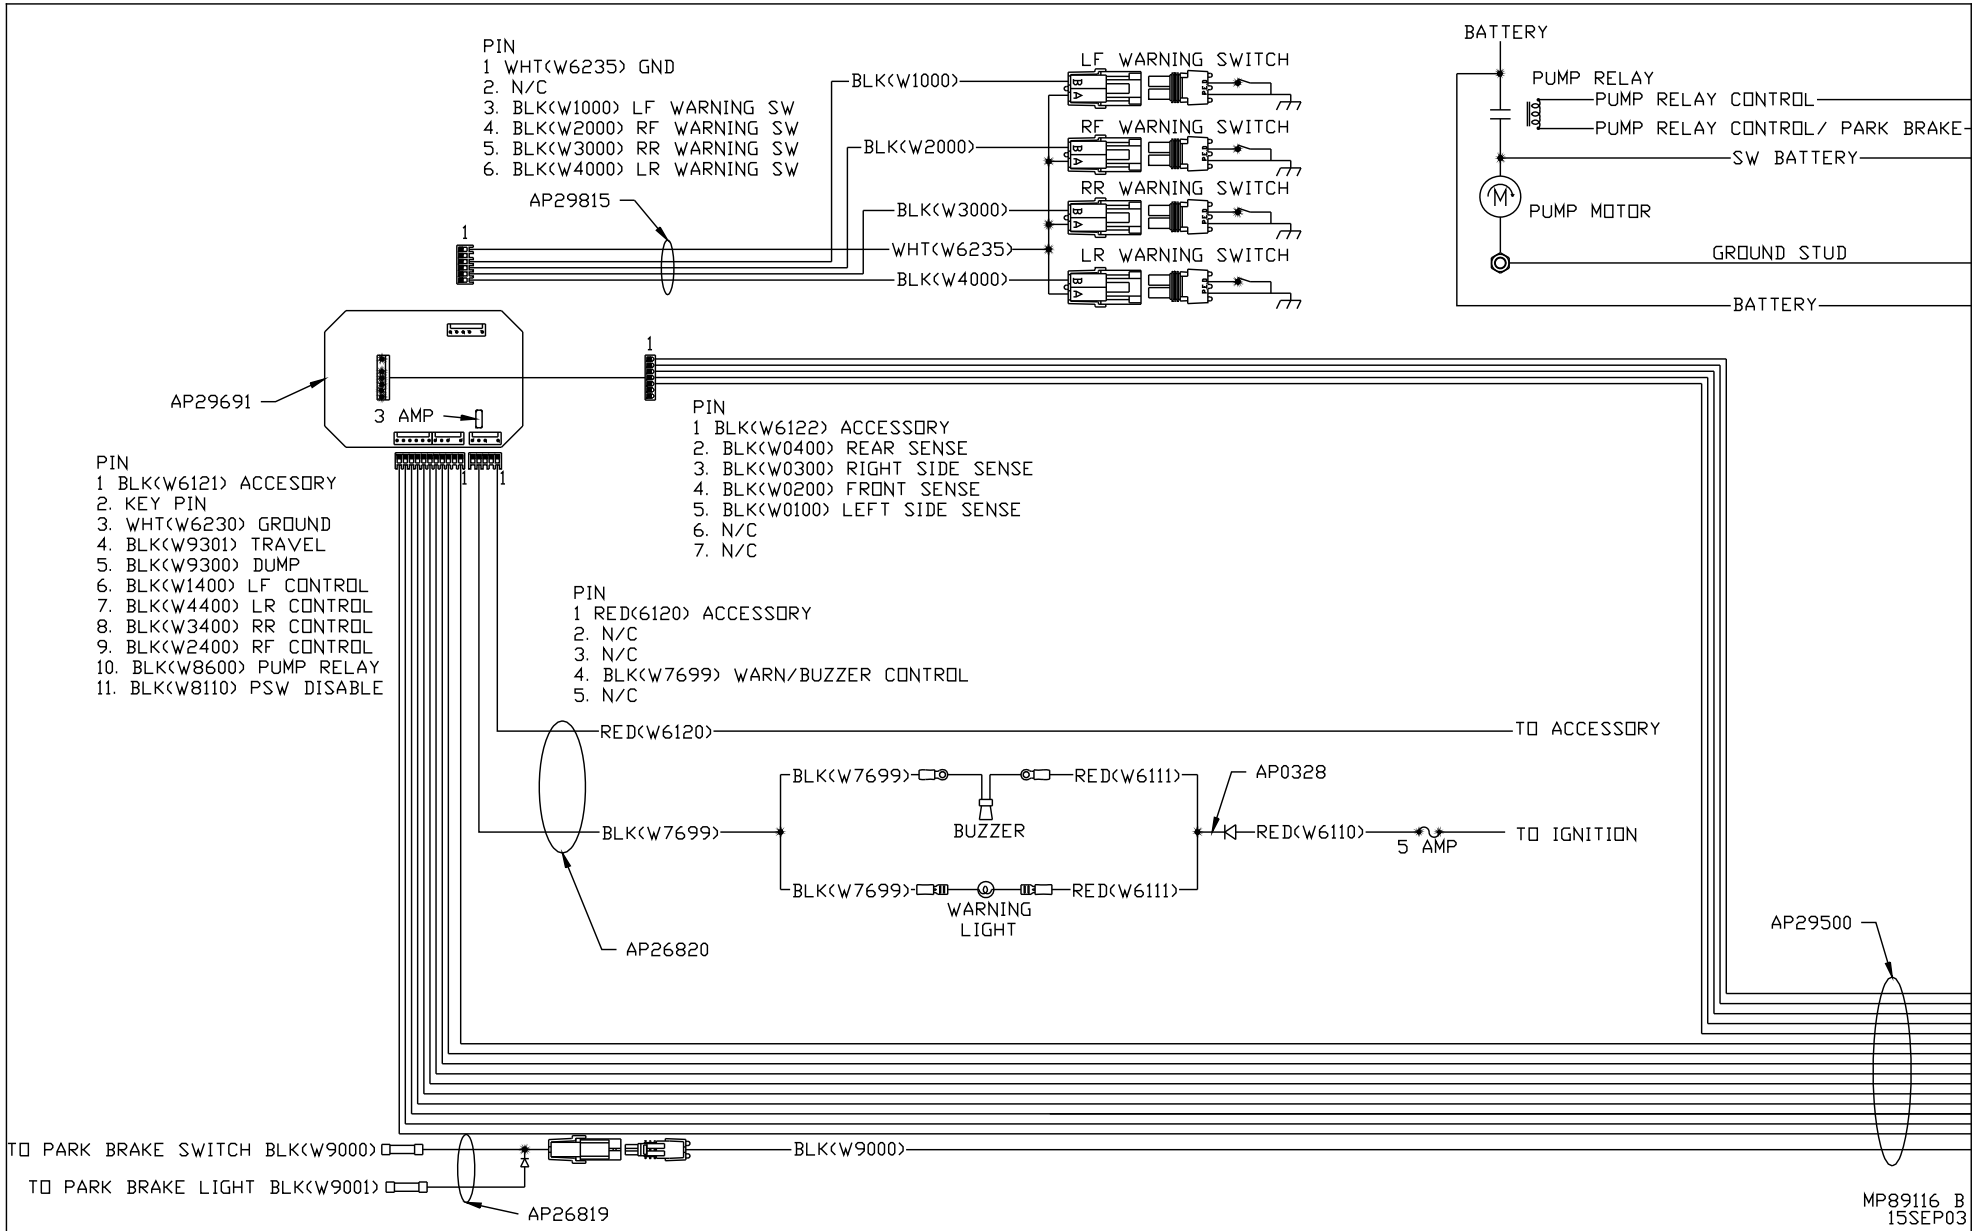 PIN
1 WHT(W6235) GND
2. N/C
3. BLK(W1000) LF WARNING SW
4. BLK(W2000) RF WARNING SW
5. BLK(W3000) RR WARNING SW
6. BLK(W4000) LR WARNING SW
AP29815
1
BLK(W1000)
BLK(W2000)
BLK(W3000)
WHT(W6235)
BLK(W4000)
LF WARNING SWITCH
B
A
RF WARNING SWITCH
B
A
RR WARNING SWITCH
B
A
LR WARNING SWITCH
B
A
BATTERY
PUMP RELAY
PUMP RELAY CONTROL
PUMP RELAY CONTROL/ PARK BRAKE
SW BATTERY
M
PUMP MOTOR
GROUND STUD
BATTERY
AP29691
3 AMP
1
PIN
1 BLK(W6122) ACCESSORY
2. BLK(W0400) REAR SENSE
3. BLK(W0300) RIGHT SIDE SENSE
4. BLK(W0200) FRONT SENSE
5. BLK(W0100) LEFT SIDE SENSE
6. N/C
7. N/C
1
1
PIN
1 BLK(W6121) ACCESORY
2. KEY PIN
3. WHT(W6230) GROUND
4. BLK(W9301) TRAVEL
5. BLK(W9300) DUMP
6. BLK(W1400) LF CONTROL
7. BLK(W4400) LR CONTROL
8. BLK(W3400) RR CONTROL
9. BLK(W2400) RF CONTROL
10. BLK(W8600) PUMP RELAY
11. BLK(W8110) PSW DISABLE
PIN
1 RED(6120) ACCESSORY
2. N/C
3. N/C
4. BLK(W7699) WARN/BUZZER CONTROL
5. N/C
RED(W6120)
TO ACCESSORY
BLK(W7699)
RED(W6111)
AP0328
BUZZER
BLK(W7699)
RED(W6110)
5 AMP
TO IGNITION
BLK(W7699)
RED(W6111)
WARNING
LIGHT
AP26820
AP29500
TO PARK BRAKE SWITCH BLK(W9000)
BLK(W9000)
TO PARK BRAKE LIGHT BLK(W9001)
AP26819
MP89116 B
15SEP03